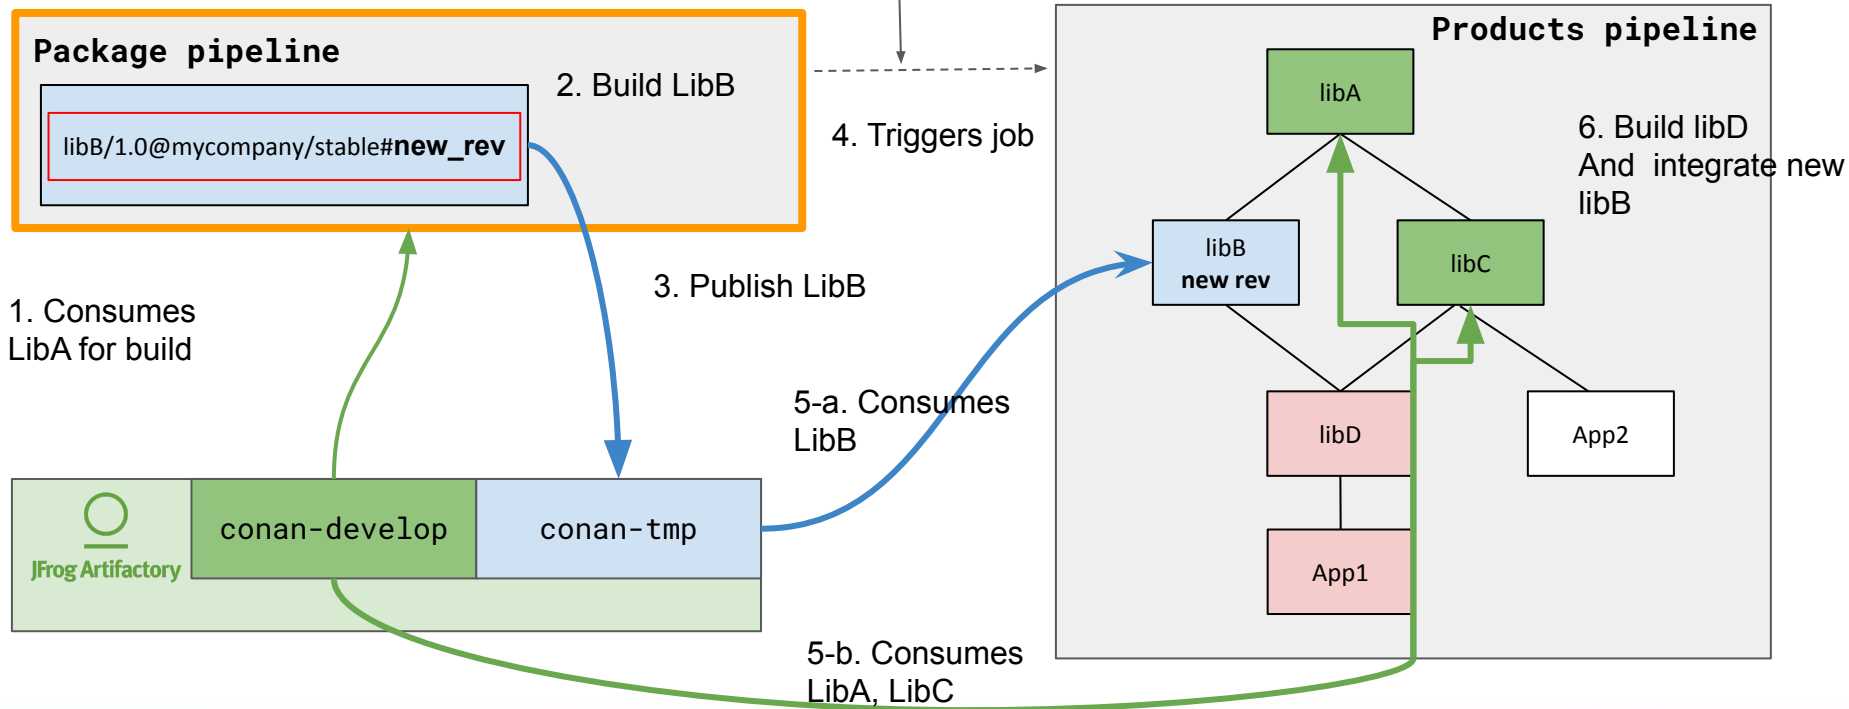 Package pipeline
2. Build LibB
libB/1.0@mycompany/stable#new_rev
4. Triggers job
3. Publish LibB
1. Consumes
LibA for build
5-a. Consumes
LibB
JFrog Artifactory
conan-develop
conan-tmp
5-b. Consumes
LibA, LibC
Products pipeline
libA
6. Build libD
And  integrate new
libB
libB
new rev
libC
libD
App2
App1